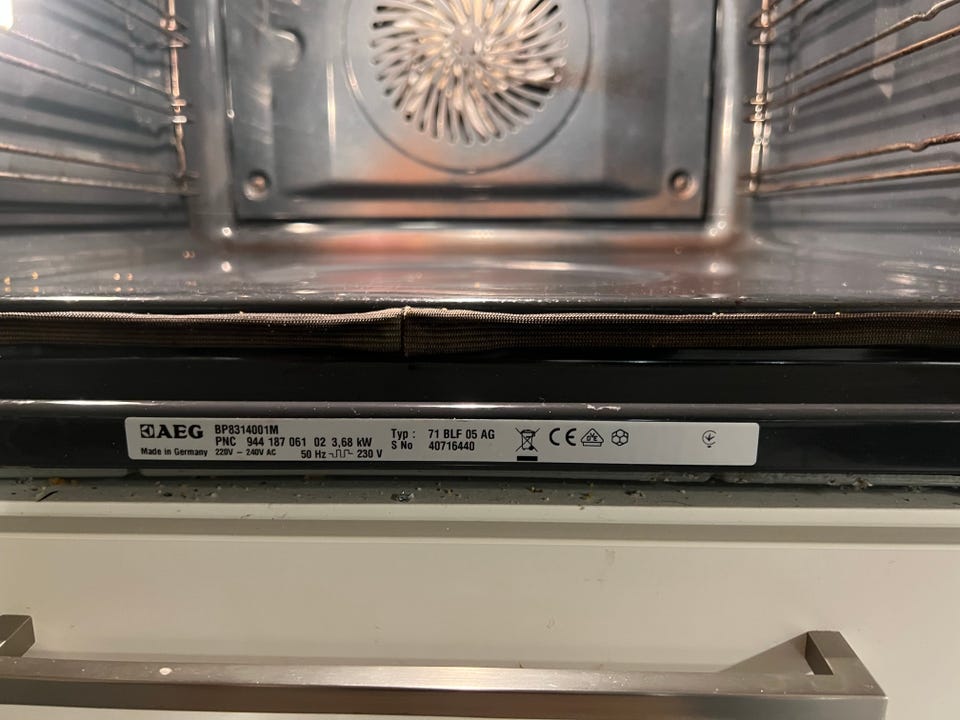 AEG BP8314001M
PNC 944 187 061 02 3,68 kW
Made in Germany 220V – 240V AC 50 Hz 230 V
Typ : 71 BLF 05 AG
S No 40716440
CE